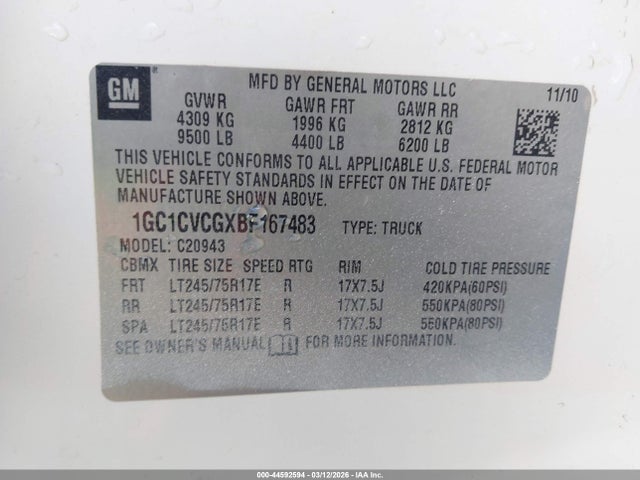 GM
MFD BY GENERAL MOTORS LLC 11/10
GVWR GAWR FRT GAWR RR
4309 KG 1996 KG 2812 KG
9500 LB 4400 LB 6200 LB
THIS VEHICLE CONFORMS TO ALL APPLICABLE U.S. FEDERAL MOTOR
VEHICLE SAFETY STANDARDS IN EFFECT ON THE DATE OF
MANUFACTURE SHOWN ABOVE.
1GC1CVCGXBF167483 TYPE: TRUCK
MODEL: C20943
CBMX TIRE SIZE SPEED RTG RIM COLD TIRE PRESSURE
FRT LT245/75R17E R 17X7.5J 420KPA(60PSI)
RR LT245/75R17E R 17X7.5J 550KPA(80PSI)
SPA LT245/75R17E R 17X7.5J 550KPA(80PSI)
SEE OWNER'S MANUAL FOR MORE INFORMATION.
000-44592594 - 03/12/2026 - IAA.com